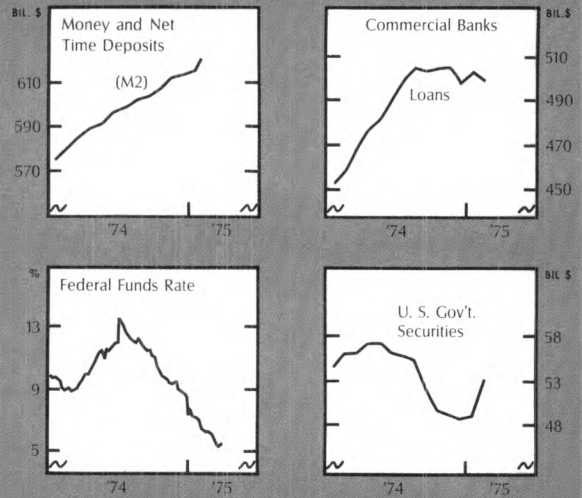 BIL. $
Money and Net
Time Deposits
(M2)
610
590
570
'74
'75
BIL.$
Commercial Banks
Loans
510
490
470
450
'74
'75
%
Federal Funds Rate
13
9
5
'74
'75
BIL $
U. S. Gov't.
Securities
58
53
48
'74
'75